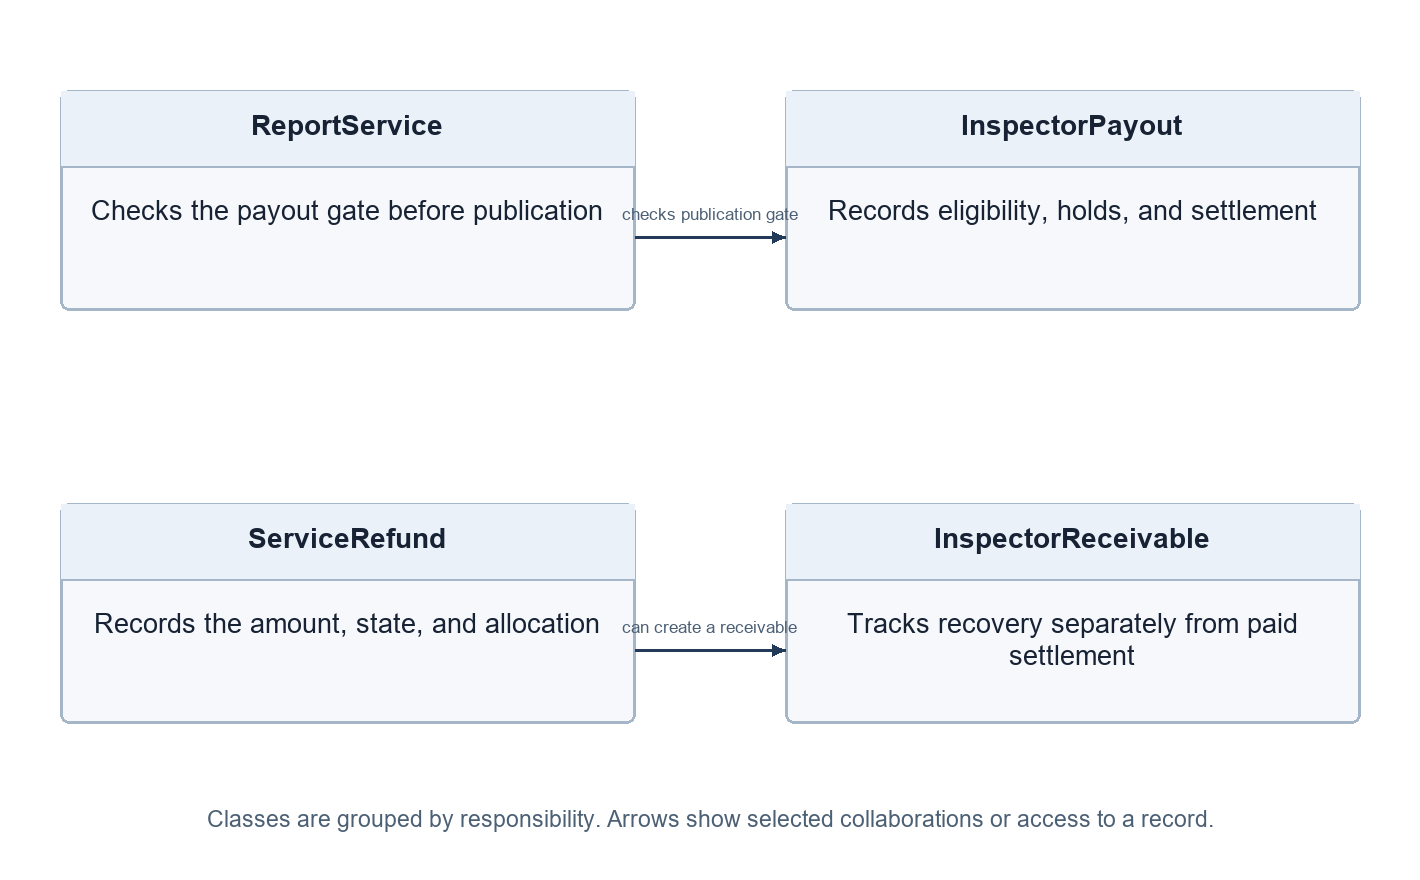 ReportService
Checks the payout gate before publication
checks publication gate
InspectorPayout
Records eligibility, holds, and settlement
ServiceRefund
Records the amount, state, and allocation
can create a receivable
InspectorReceivable
Tracks recovery separately from paid
settlement
Classes are grouped by responsibility. Arrows show selected collaborations or access to a record.